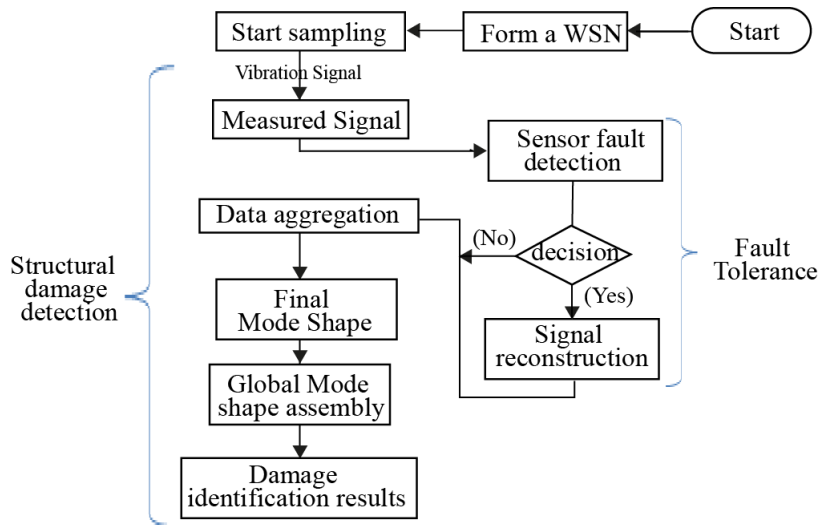 Start
Form a WSN
Start sampling
Vibration Signal
Measured Signal
Sensor fault
detection
decision
(No)
(Yes)
Signal
reconstruction
Fault
Tolerance
Data aggregation
Final
Mode Shape
Global Mode
shape assembly
Damage
identification results
Structural
damage
detection